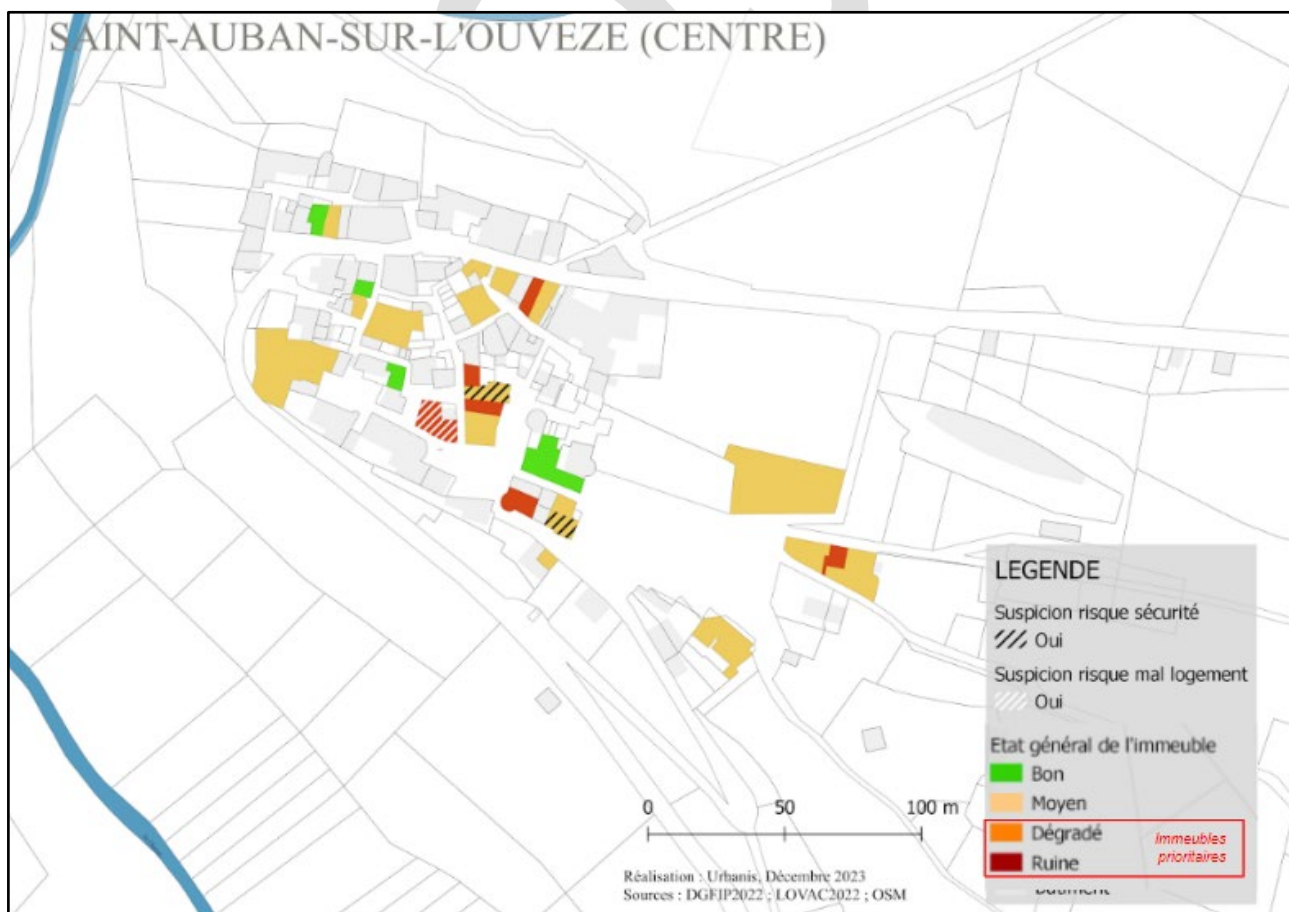 SAINT-AUBAN-SUR-L'OUVEZE (CENTRE)
LEGENDE
Suspicion risque sécurité
Oui
Suspicion risque mal logement
Oui
Etat général de l'immeuble
Bon
Moyen
Dégradé
Ruine
Immeubles
prioritaires
Bâtiment
0 50 100 m
Réalisation : Urbanis, Décembre 2023
Sources : DGFIP2022 ; LOVAC2022 ; OSM